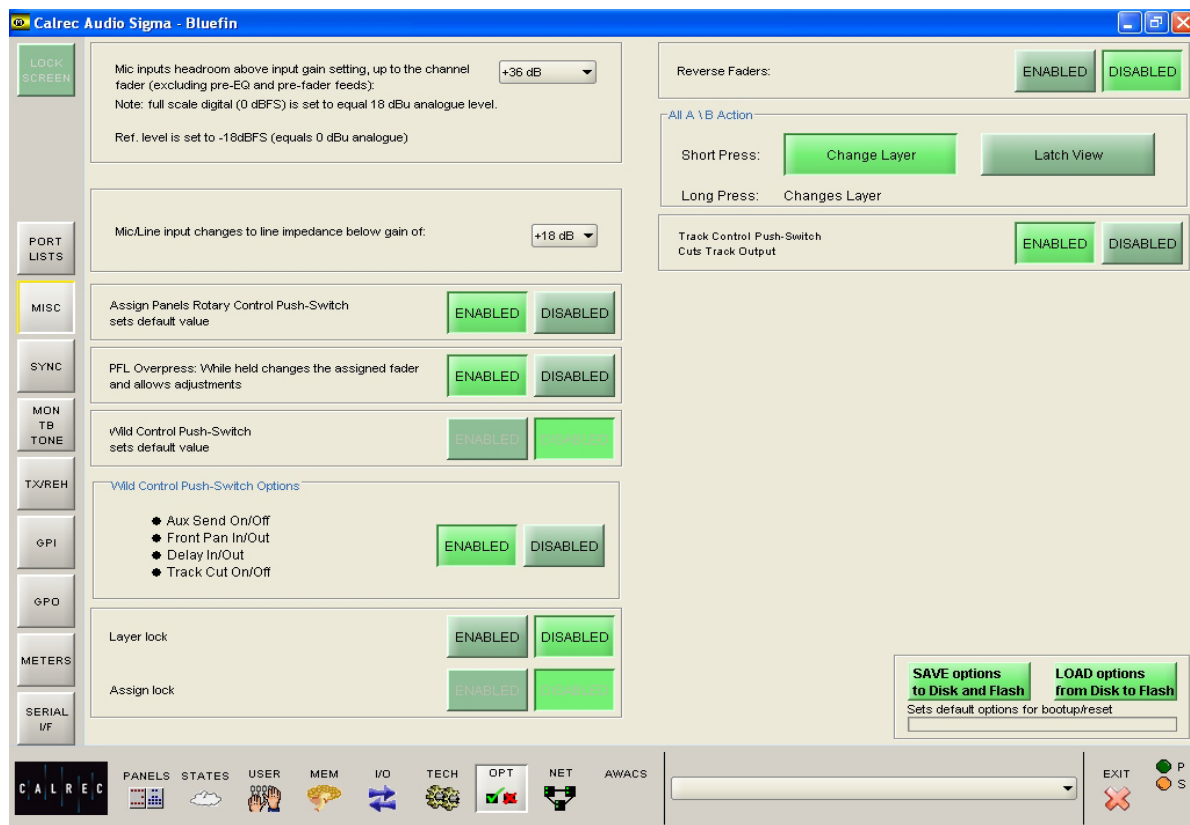 Calrec Audio Sigma - Bluefin
LOCK
SCREEN
PORT
LISTS
MISC
SYNC
MON
TB
TONE
TX/REH
GPI
GPO
METERS
SERIAL
I/F
Mic inputs headroom above input gain setting, up to the channel
fader (excluding pre-EQ and pre-fader feeds):
+36 dB
Note: full scale digital (0 dBFS) is set to equal 18 dBu analogue level.
Ref. level is set to -18dBFS (equals 0 dBu analogue)
Mic/Line input changes to line impedance below gain of:
+18 dB
Assign Panels Rotary Control Push-Switch
sets default value
ENABLED
DISABLED
PFL Overpress: While held changes the assigned fader
and allows adjustments
ENABLED
DISABLED
Wild Control Push-Switch
sets default value
ENABLED
DISABLED
Wild Control Push-Switch Options
● Aux Send On/Off
● Front Pan In/Out
● Delay In/Out
● Track Cut On/Off
ENABLED
DISABLED
Layer lock
ENABLED
DISABLED
Assign lock
ENABLED
DISABLED
Reverse Faders:
ENABLED
DISABLED
All A \ B Action
Short Press:
Change Layer
Latch View
Long Press:
Changes Layer
Track Control Push-Switch
Cuts Track Output
ENABLED
DISABLED
SAVE options
to Disk and Flash
LOAD options
from Disk to Flash
Sets default options for bootup/reset
CALREC
PANELS
STATES
USER
MEM
I/O
TECH
OPT
NET
AWACS
EXIT
P
S